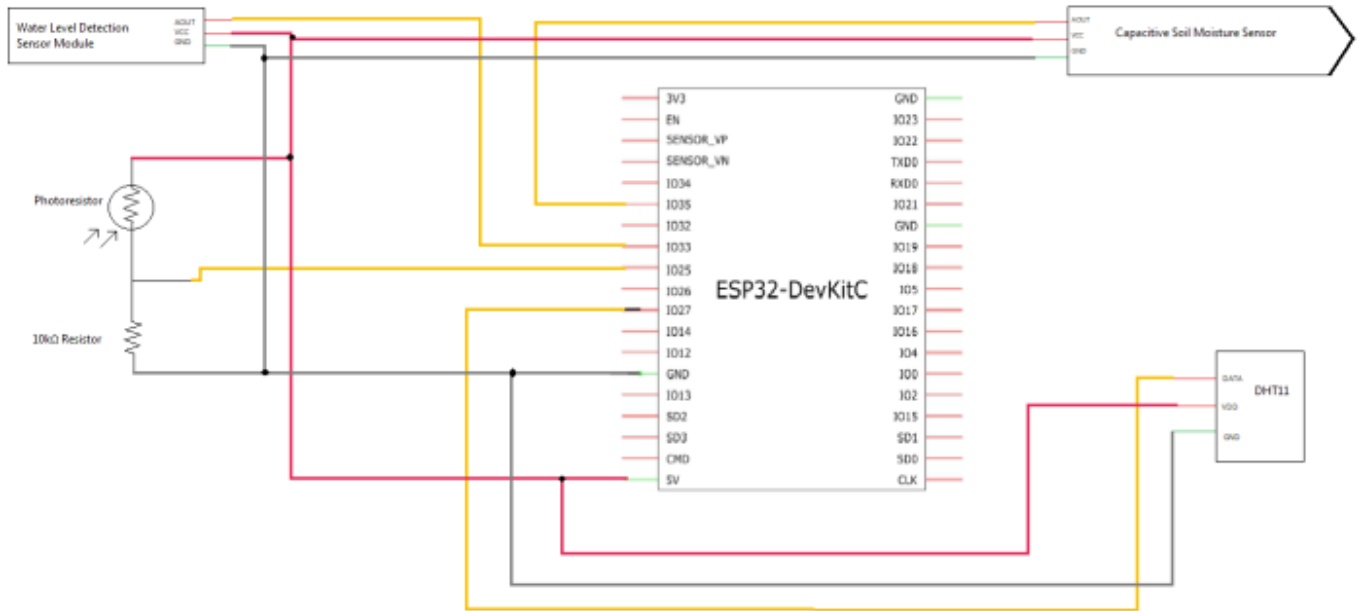 Water Level Detection
Sensor Module
AOUT
VCC
GND
AOUT
VCC
GND
Capacitive Soil Moisture Sensor
Photoresistor
10kΩ Resistor
3V3
EN
SENSOR_VP
SENSOR_VN
IO34
IO35
IO32
IO33
IO25
IO26
IO27
IO14
IO12
GND
IO13
SD2
SD3
CMD
5V
ESP32-DevKitC
GND
IO23
IO22
TXD0
RXD0
IO21
GND
IO19
IO18
IO5
IO17
IO16
IO4
IO0
IO2
IO15
SD1
SD0
CLK
DATA
VDD
GND
DHT11